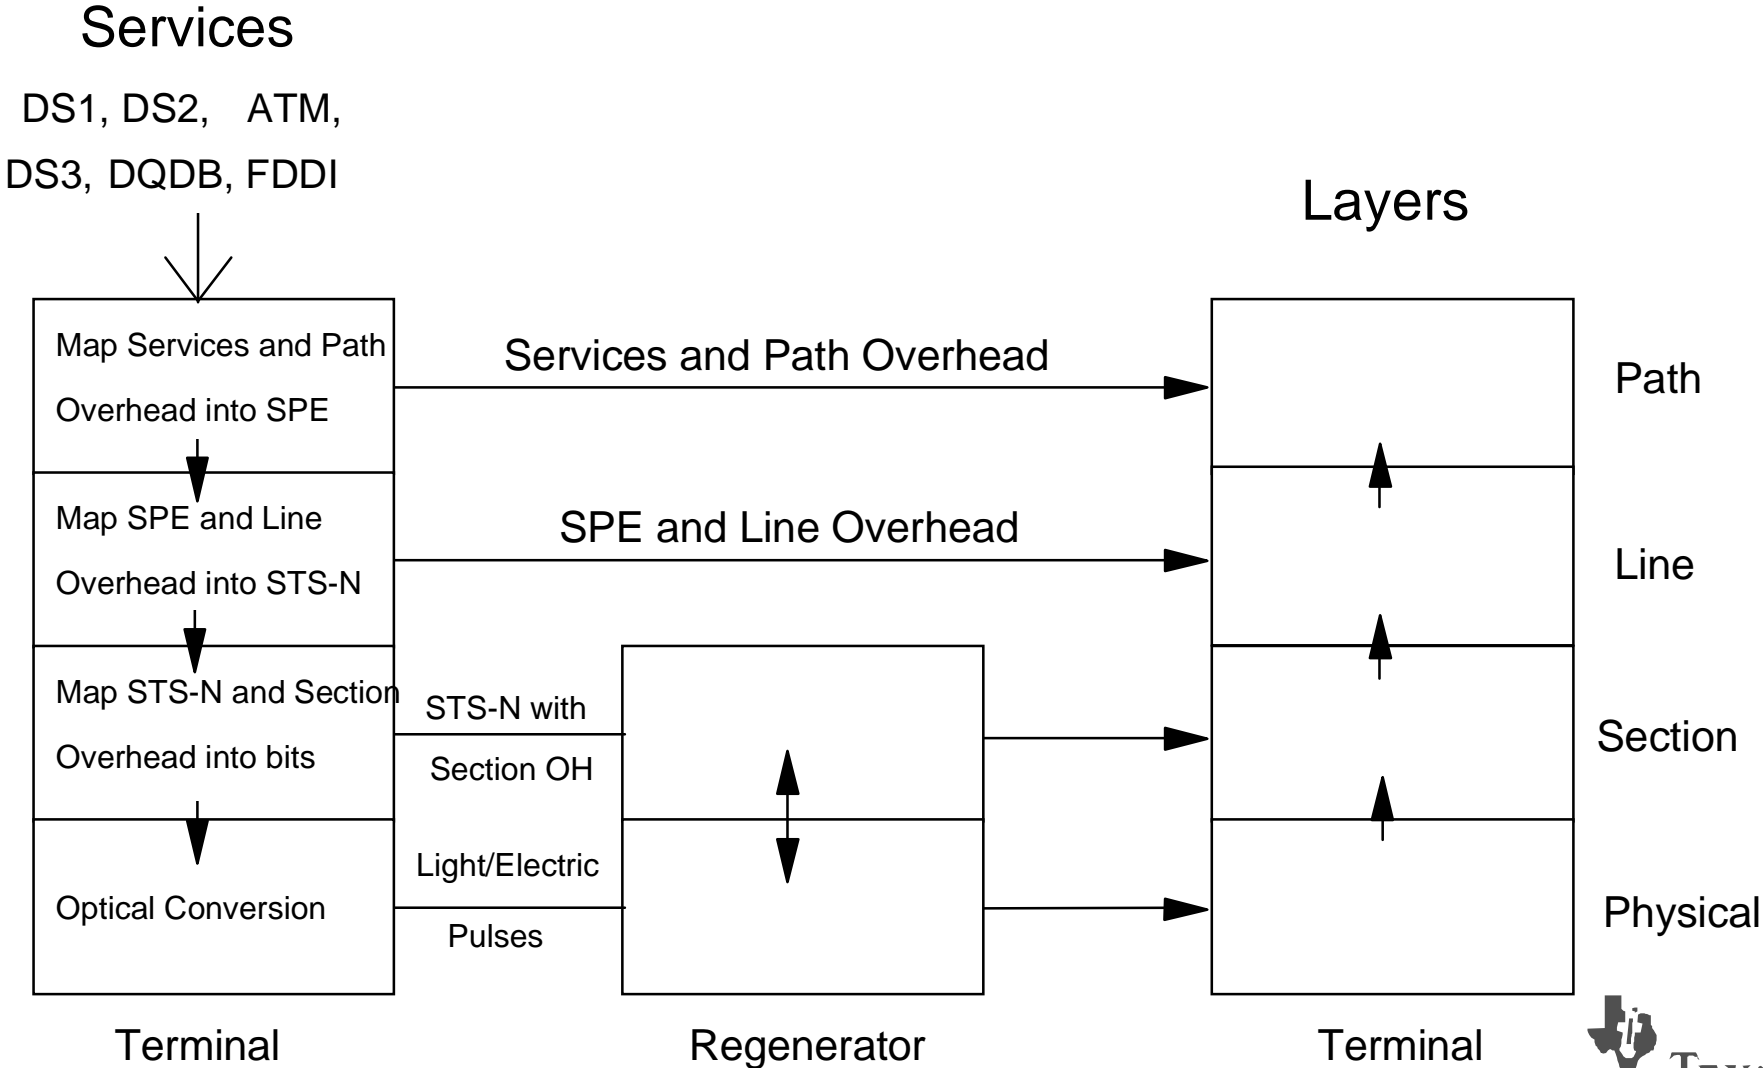 Services
DS1, DS2, ATM,
DS3, DQDB, FDDI
Layers
Map Services and Path
Overhead into SPE
Services and Path Overhead
Path
Map SPE and Line
Overhead into STS-N
SPE and Line Overhead
Line
Map STS-N and Section
Overhead into bits
STS-N with
Section OH
Section
Optical Conversion
Light/Electric
Pulses
Physical
Terminal
Regenerator
Terminal